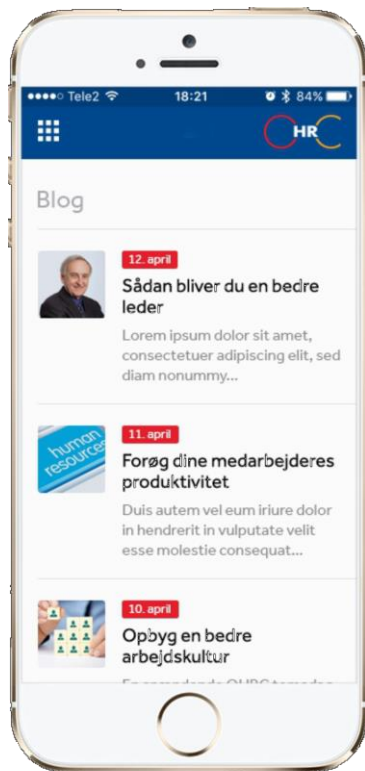 Tele2 18:21 84%
HR
Blog
12. april
Sådan bliver du en bedre
leder
Lorem ipsum dolor sit amet,
consectetuer adipiscing elit, sed
diam nonummy...
human
resources
11. april
Forøg dine medarbejderes
produktivitet
Duis autem vel eum iriure dolor
in hendrerit in vulputate velit
esse molestie consequat...
10. april
Opbyg en bedre
arbejdskultur